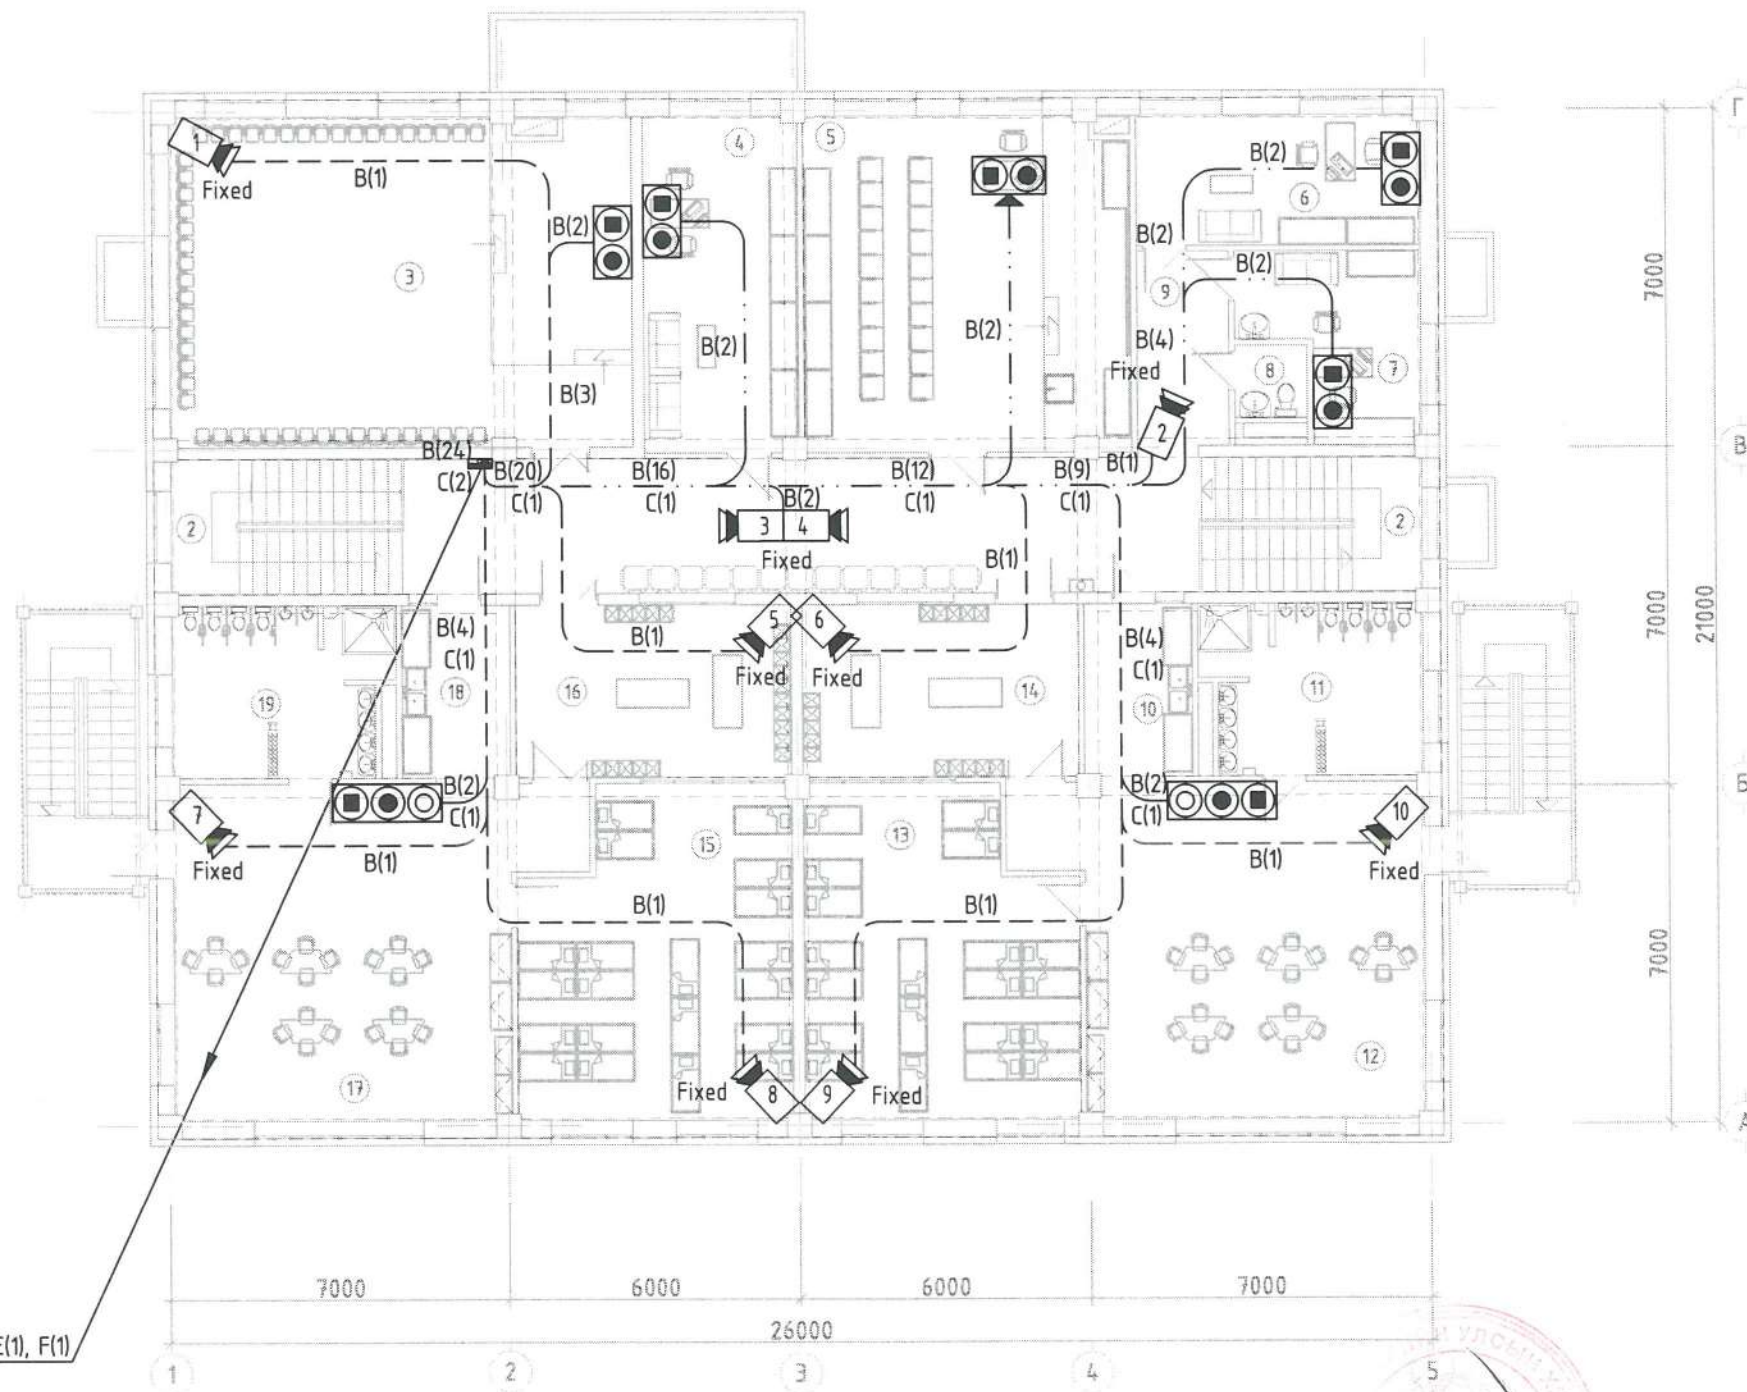 Г
1
Fixed
B(1)
4
5
B(2)
6
B(2)
B(2)
B(2)
3
9
7000
B(2)
B(2)
B(4)
Fixed
8
7
B(3)
2
B(24)
B(20)
B(16)
B(12)
B(9)
B(1)
В
C(2)
C(1)
C(1)
C(1)
C(1)
2
B(2)
3
4
2
Fixed
B(1)
5
6
7000
21000
B(4)
B(1)
B(4)
C(1)
Fixed
Fixed
C(1)
19
18
16
14
10
11
Б
7
B(2)
B(2)
10
C(1)
C(1)
15
13
Fixed
B(1)
B(1)
Fixed
B(1)
B(1)
7000
Fixed
8
9
Fixed
17
12
7000
6000
6000
7000
26000
E(1), F(1)
1
2
3
4
5
УЛСЫН